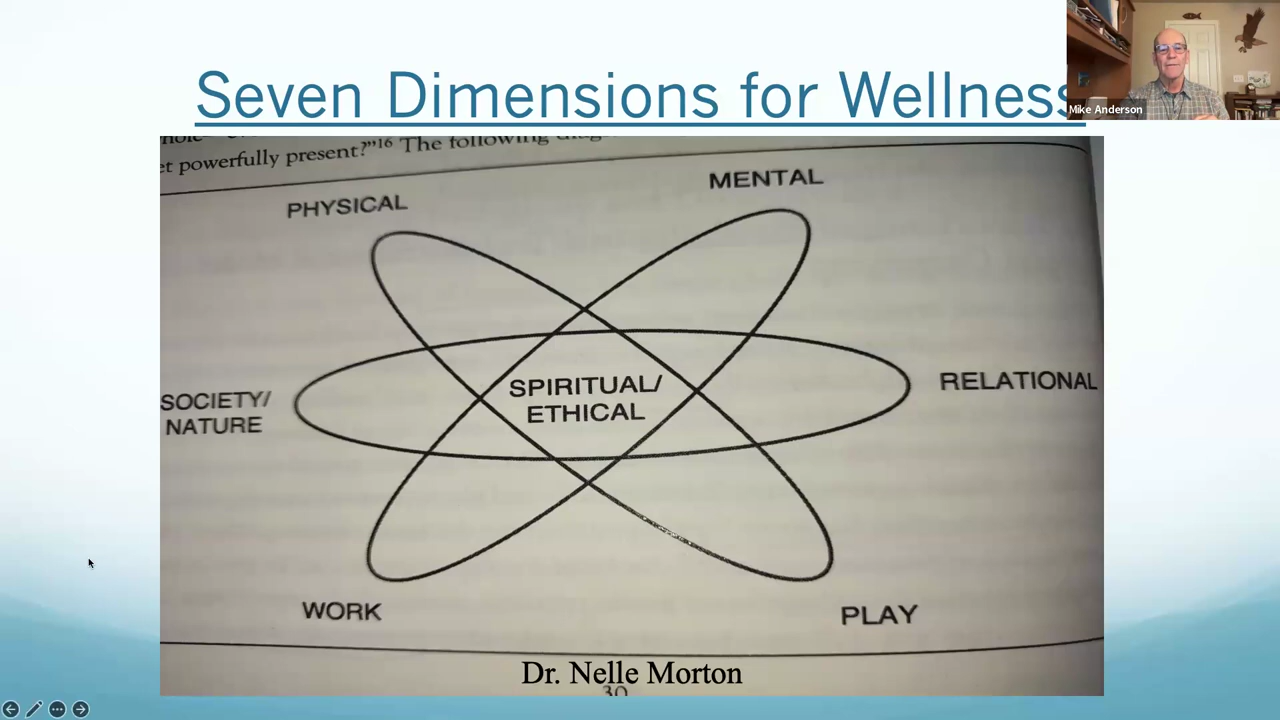 Seven Dimensions for Wellness
Mike Anderson
et powerfully present?"16 The following
PHYSICAL
MENTAL
SOCIETY/
NATURE
SPIRITUAL/
ETHICAL
RELATIONAL
WORK
PLAY
Dr. Nelle Morton
30